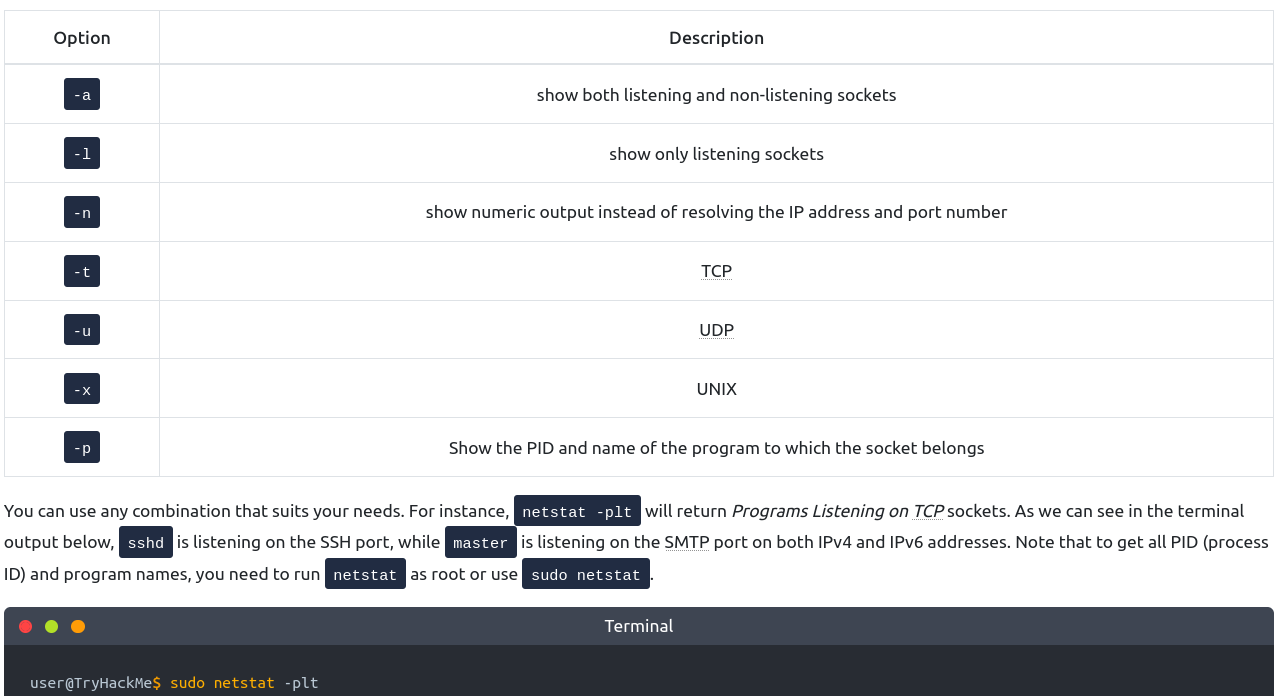 Option Description
-a show both listening and non-listening sockets
-l show only listening sockets
-n show numeric output instead of resolving the IP address and port number
-t TCP
-u UDP
-x UNIX
-p Show the PID and name of the program to which the socket belongs
You can use any combination that suits your needs. For instance, netstat -plt will return Programs Listening on TCP sockets. As we can see in the terminal
output below, sshd is listening on the SSH port, while master is listening on the SMTP port on both IPv4 and IPv6 addresses. Note that to get all PID (process
ID) and program names, you need to run netstat as root or use sudo netstat.
Terminal
user@TryHackMe$ sudo netstat -plt